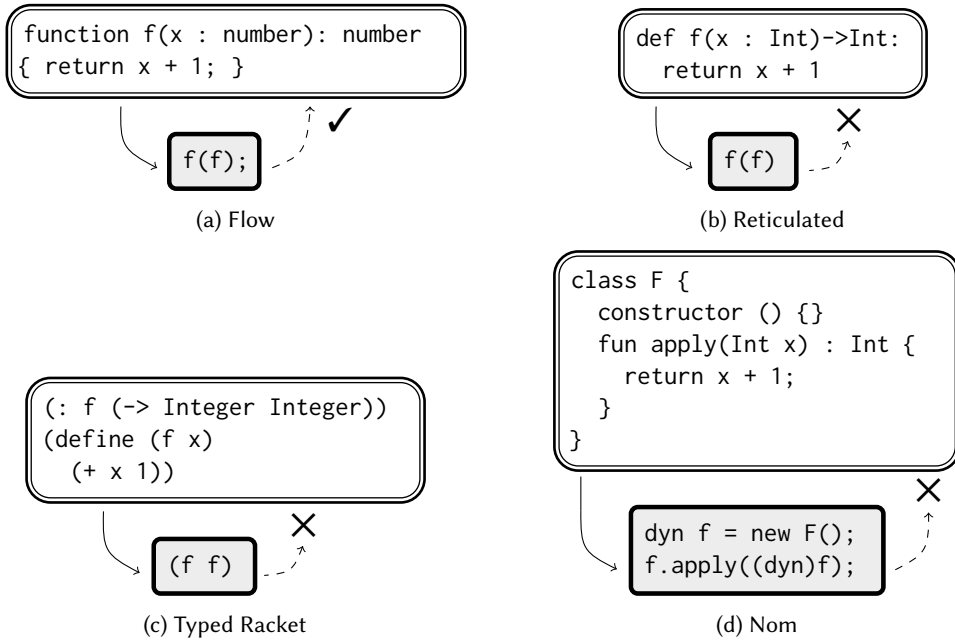 function f(x : number): number
{ return x + 1; }
✓
f(f);
(a) Flow
def f(x : Int)->Int:
  return x + 1
×
f(f)
(b) Reticulated
(: f (-> Integer Integer))
(define (f x)
  (+ x 1))
×
(f f)
(c) Typed Racket
class F {
  constructor () {}
  fun apply(Int x) : Int {
    return x + 1;
  }
}
×
dyn f = new F();
f.apply((dyn)f);
(d) Nom